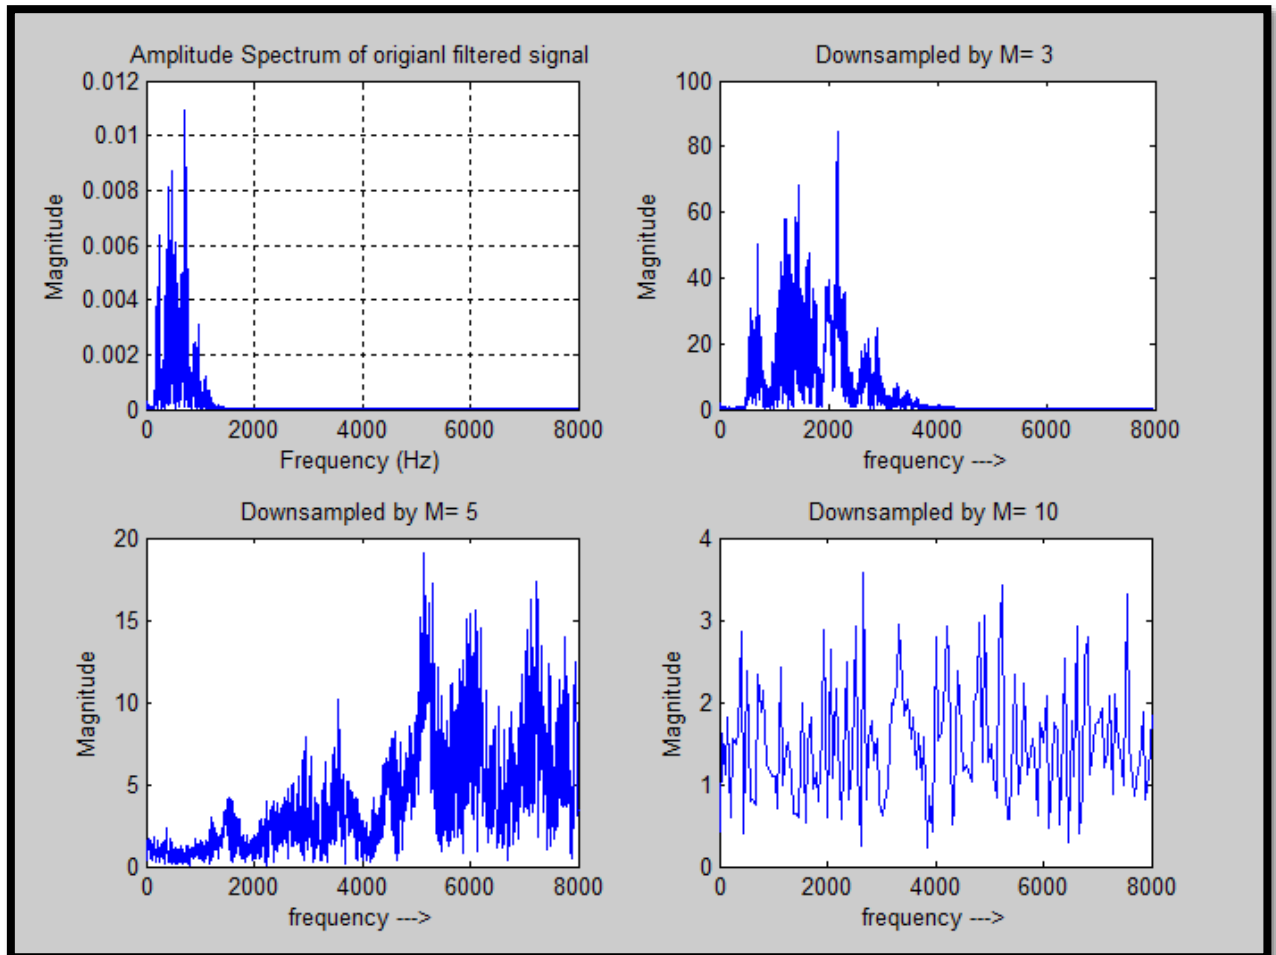 Amplitude Spectrum of origianl filtered signal
0.012
0.01
0.008
0.006
0.004
0.002
0
Magnitude
0 2000 4000 6000 8000
Frequency (Hz)
Downsampled by M= 3
100
80
60
40
20
0
Magnitude
0 2000 4000 6000 8000
frequency --->
Downsampled by M= 5
20
15
10
5
0
Magnitude
0 2000 4000 6000 8000
frequency --->
Downsampled by M= 10
4
3
2
1
0
Magnitude
0 2000 4000 6000 8000
frequency --->